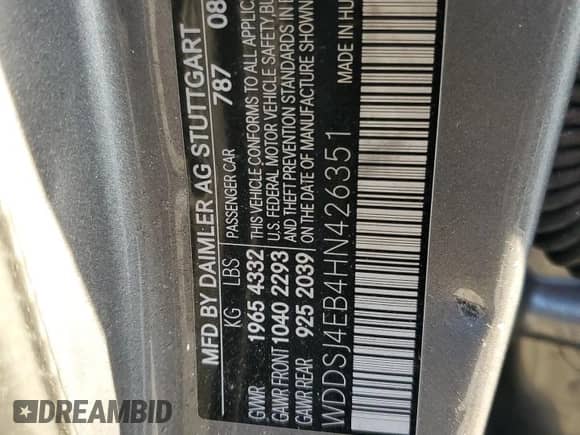 MFD BY DAIMLER AG STUTTGART
787 08
KG LBS PASSENGER CAR
GVWR 1965 4332
GAWR FRONT 1040 2293
GAWR REAR 925 2039
THIS VEHICLE CONFORMS TO ALL APPLIC
U.S. FEDERAL MOTOR VEHICLE SAFETY, BU
AND THEFT PREVENTION STANDARDS IN E
ON THE DATE OF MANUFACTURE SHOWN
MADE IN HU
WDDSJ4EB4HN426351
DREAMBID